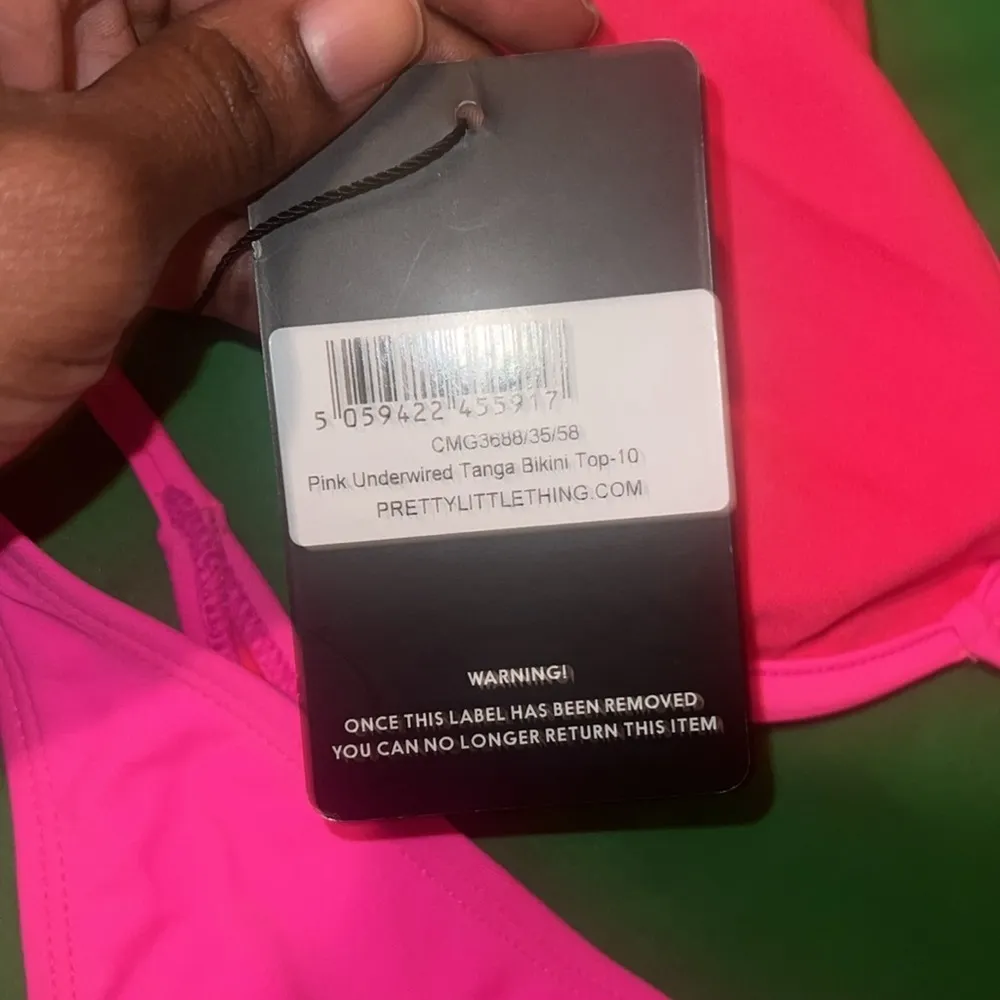 5 059422 455917
CMG3688/35/58
Pink Underwired Tanga Bikini Top-10
PRETTYLITTLETHING.COM
WARNING!
ONCE THIS LABEL HAS BEEN REMOVED
YOU CAN NO LONGER RETURN THIS ITEM